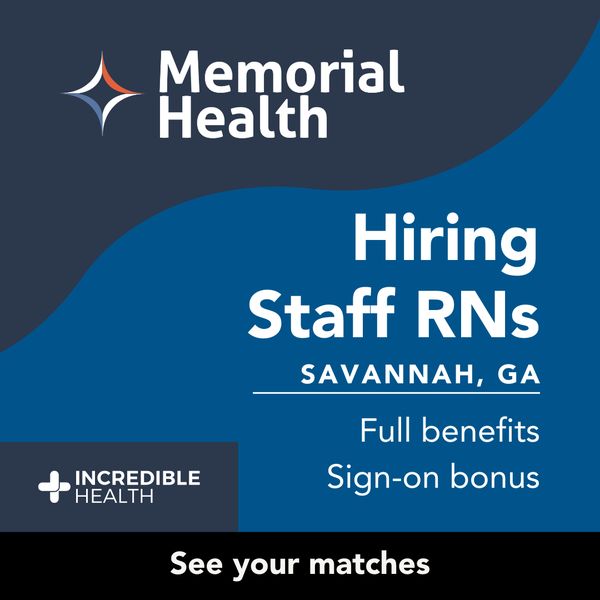 Memorial
Health
Hiring
Staff RNs
SAVANNAH, GA
Full benefits
Sign-on bonus
INCREDIBLE
HEALTH
See your matches